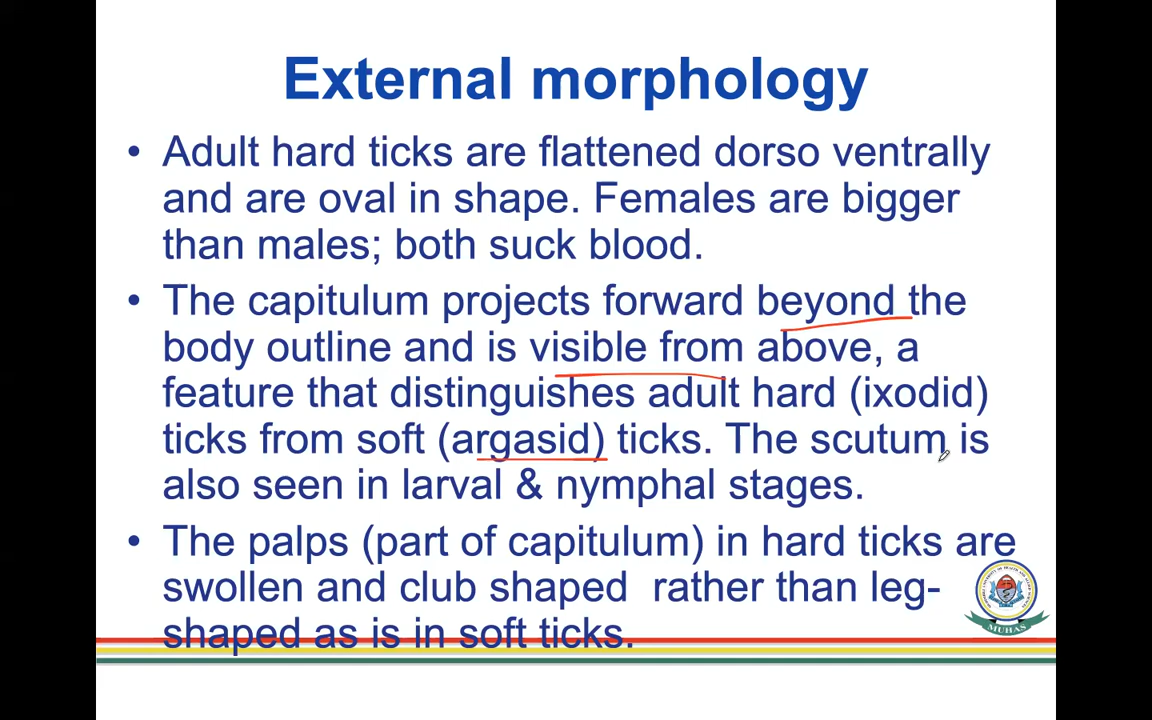 External morphology
• Adult hard ticks are flattened dorso ventrally
and are oval in shape. Females are bigger
than males; both suck blood.
• The capitulum projects forward beyond the
body outline and is visible from above, a
feature that distinguishes adult hard (ixodid)
ticks from soft (argasid) ticks. The scutum is
also seen in larval & nymphal stages.
• The palps (part of capitulum) in hard ticks are
swollen and club shaped rather than leg-
shaped as is in soft ticks.
MUHAS